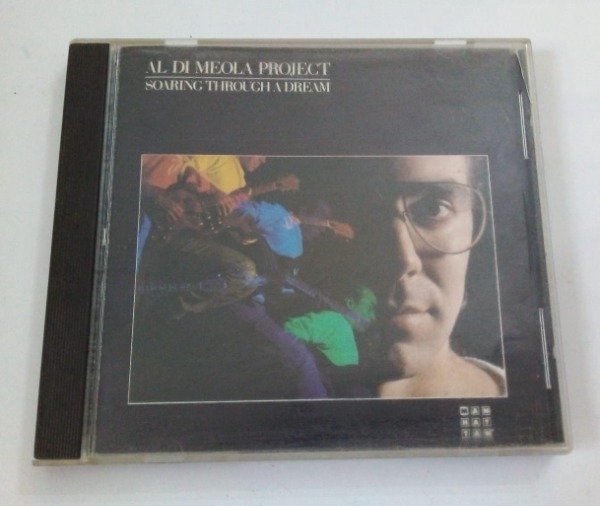 AL DI MEOLA PROJECT
SOARING THROUGH A DREAM
MAN
HAT
TAN